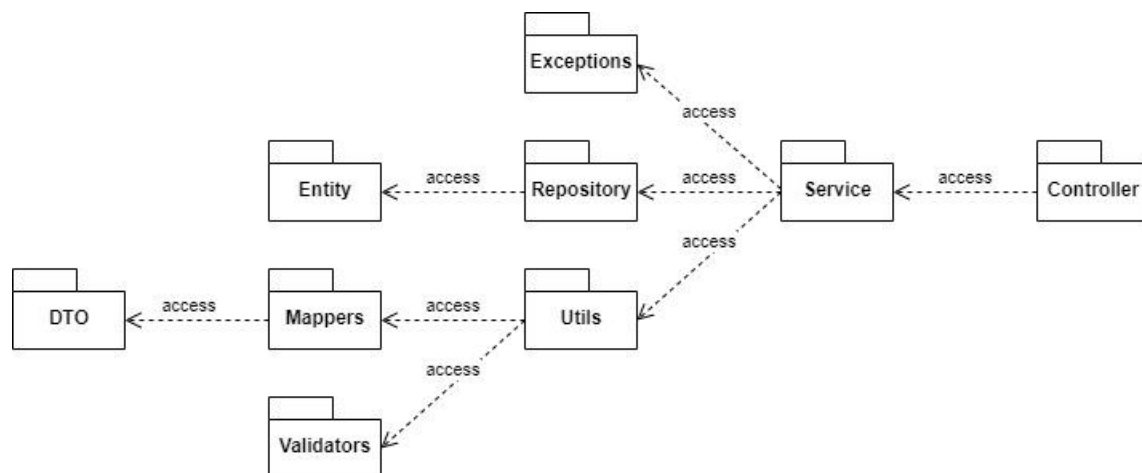 Exceptions
access
Entity
access
Repository
access
Service
access
Controller
access
DTO
access
Mappers
access
Utils
access
Validators